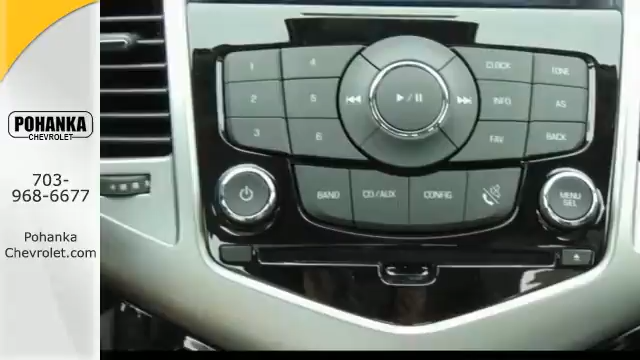 POHANKA
CHEVROLET
703-
968-6677
Pohanka
Chevrolet.com
1
4
CLOCK
TONE
2
5
INFO
AS
3
6
FAV
BACK
BAND
CD/AUX
CONFIG
MENU
SEL